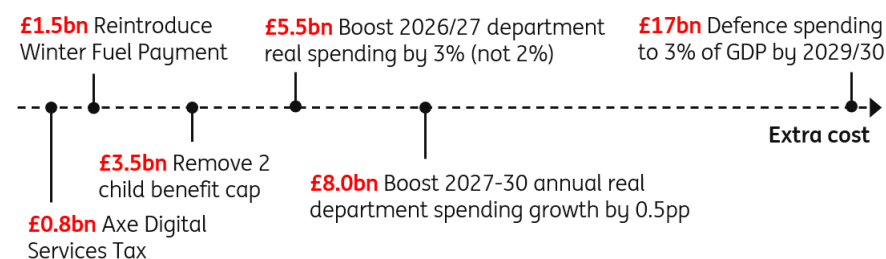 £1.5bn Reintroduce
Winter Fuel Payment
£5.5bn Boost 2026/27 department
real spending by 3% (not 2%)
£17bn Defence spending
to 3% of GDP by 2029/30
Extra cost
£3.5bn Remove 2
child benefit cap
£8.0bn Boost 2027-30 annual real
department spending growth by 0.5pp
£0.8bn Axe Digital
Services Tax